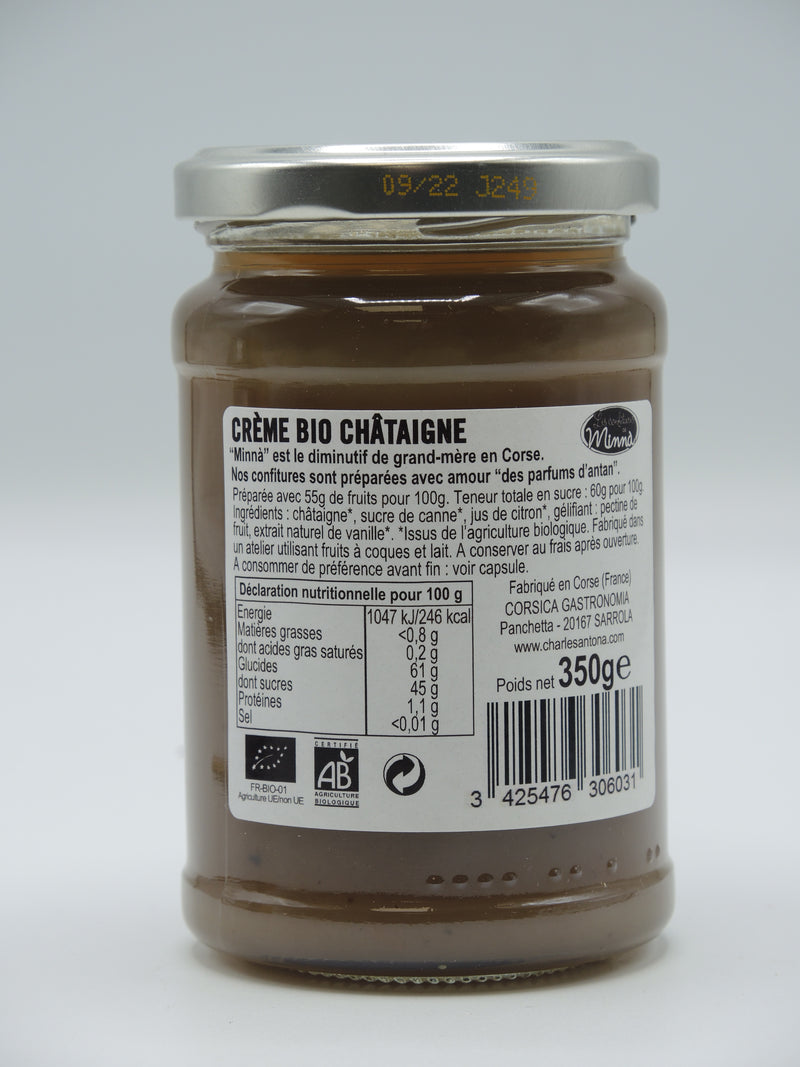 09/22 J249
CRÈME BIO CHÂTAIGNE
Les confitures de
Minnà
"Minnà" est le diminutif de grand-mère en Corse.
Nos confitures sont préparées avec amour "des parfums d'antan".
Préparée avec 55g de fruits pour 100g. Teneur totale en sucre : 60g pour 100g.
Ingrédients : châtaigne*, sucre de canne*, jus de citron*, gélifiant : pectine de
fruit, extrait naturel de vanille*. *Issus de l'agriculture biologique. Fabriqué dans
un atelier utilisant fruits à coques et lait. A conserver au frais après ouverture.
A consommer de préférence avant fin : voir capsule.
Déclaration nutritionnelle pour 100 g
Energie 1047 kJ/246 kcal
Matières grasses <0,8 g
dont acides gras saturés 0,2 g
Glucides 61 g
dont sucres 45 g
Protéines 1,1 g
Sel <0,01 g
Fabriqué en Corse (France)
CORSICA GASTRONOMIA
Panchetta - 20167 SARROLA
www.charlesantona.com
Poids net 350g℮
FR-BIO-01
Agriculture UE/non UE
CERTIFIÉ
AB
AGRICULTURE
BIOLOGIQUE
3 425476 306031